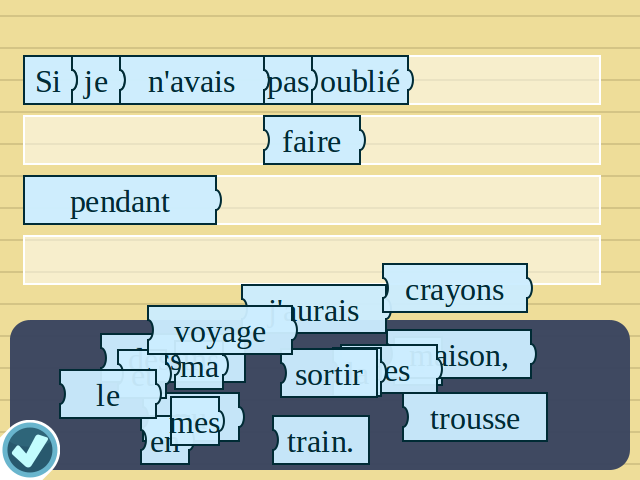 Si je n'avais pas oublié
faire
pendant
crayons
j'aurais
voyage
maison,
ma
sortir
es
le
mes
trousse
en
train.